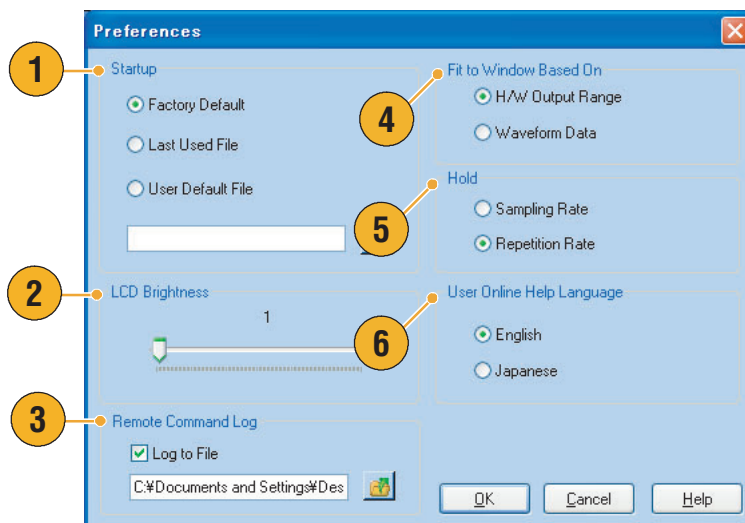 Preferences
1
Startup
Factory Default
Last Used File
User Default File
2
LCD Brightness
1
3
Remote Command Log
Log to File
C:¥Documents and Settings¥Des
4
Fit to Window Based On
H/W Output Range
Waveform Data
5
Hold
Sampling Rate
Repetition Rate
6
User Online Help Language
English
Japanese
OK
Cancel
Help